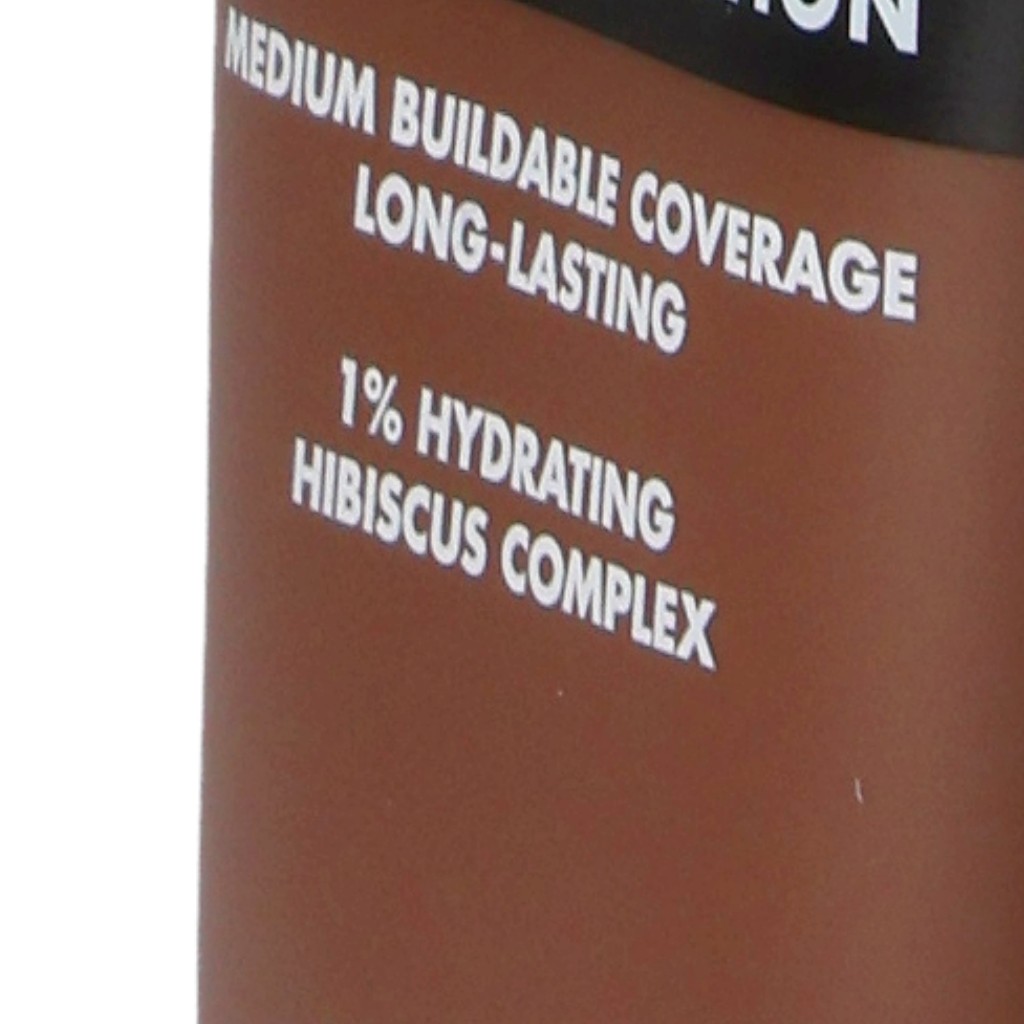 MEDIUM BUILDABLE COVERAGE
LONG-LASTING
1% HYDRATING
HIBISCUS COMPLEX